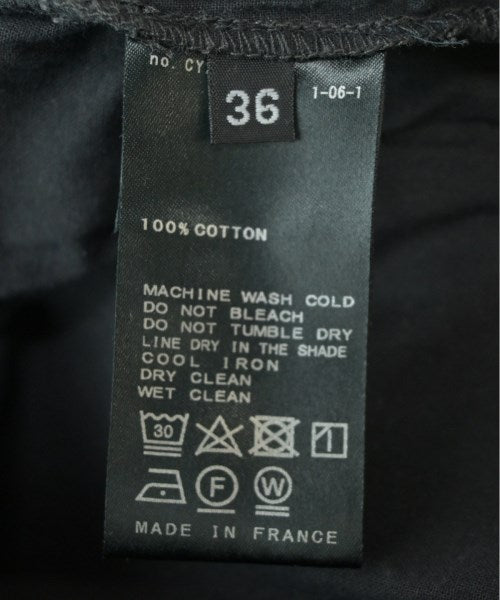 no. CY
36
1-06-1
100% COTTON
MACHINE WASH COLD
DO NOT BLEACH
DO NOT TUMBLE DRY
LINE DRY IN THE SHADE
COOL IRON
DRY CLEAN
WET CLEAN
30
F
W
MADE IN FRANCE